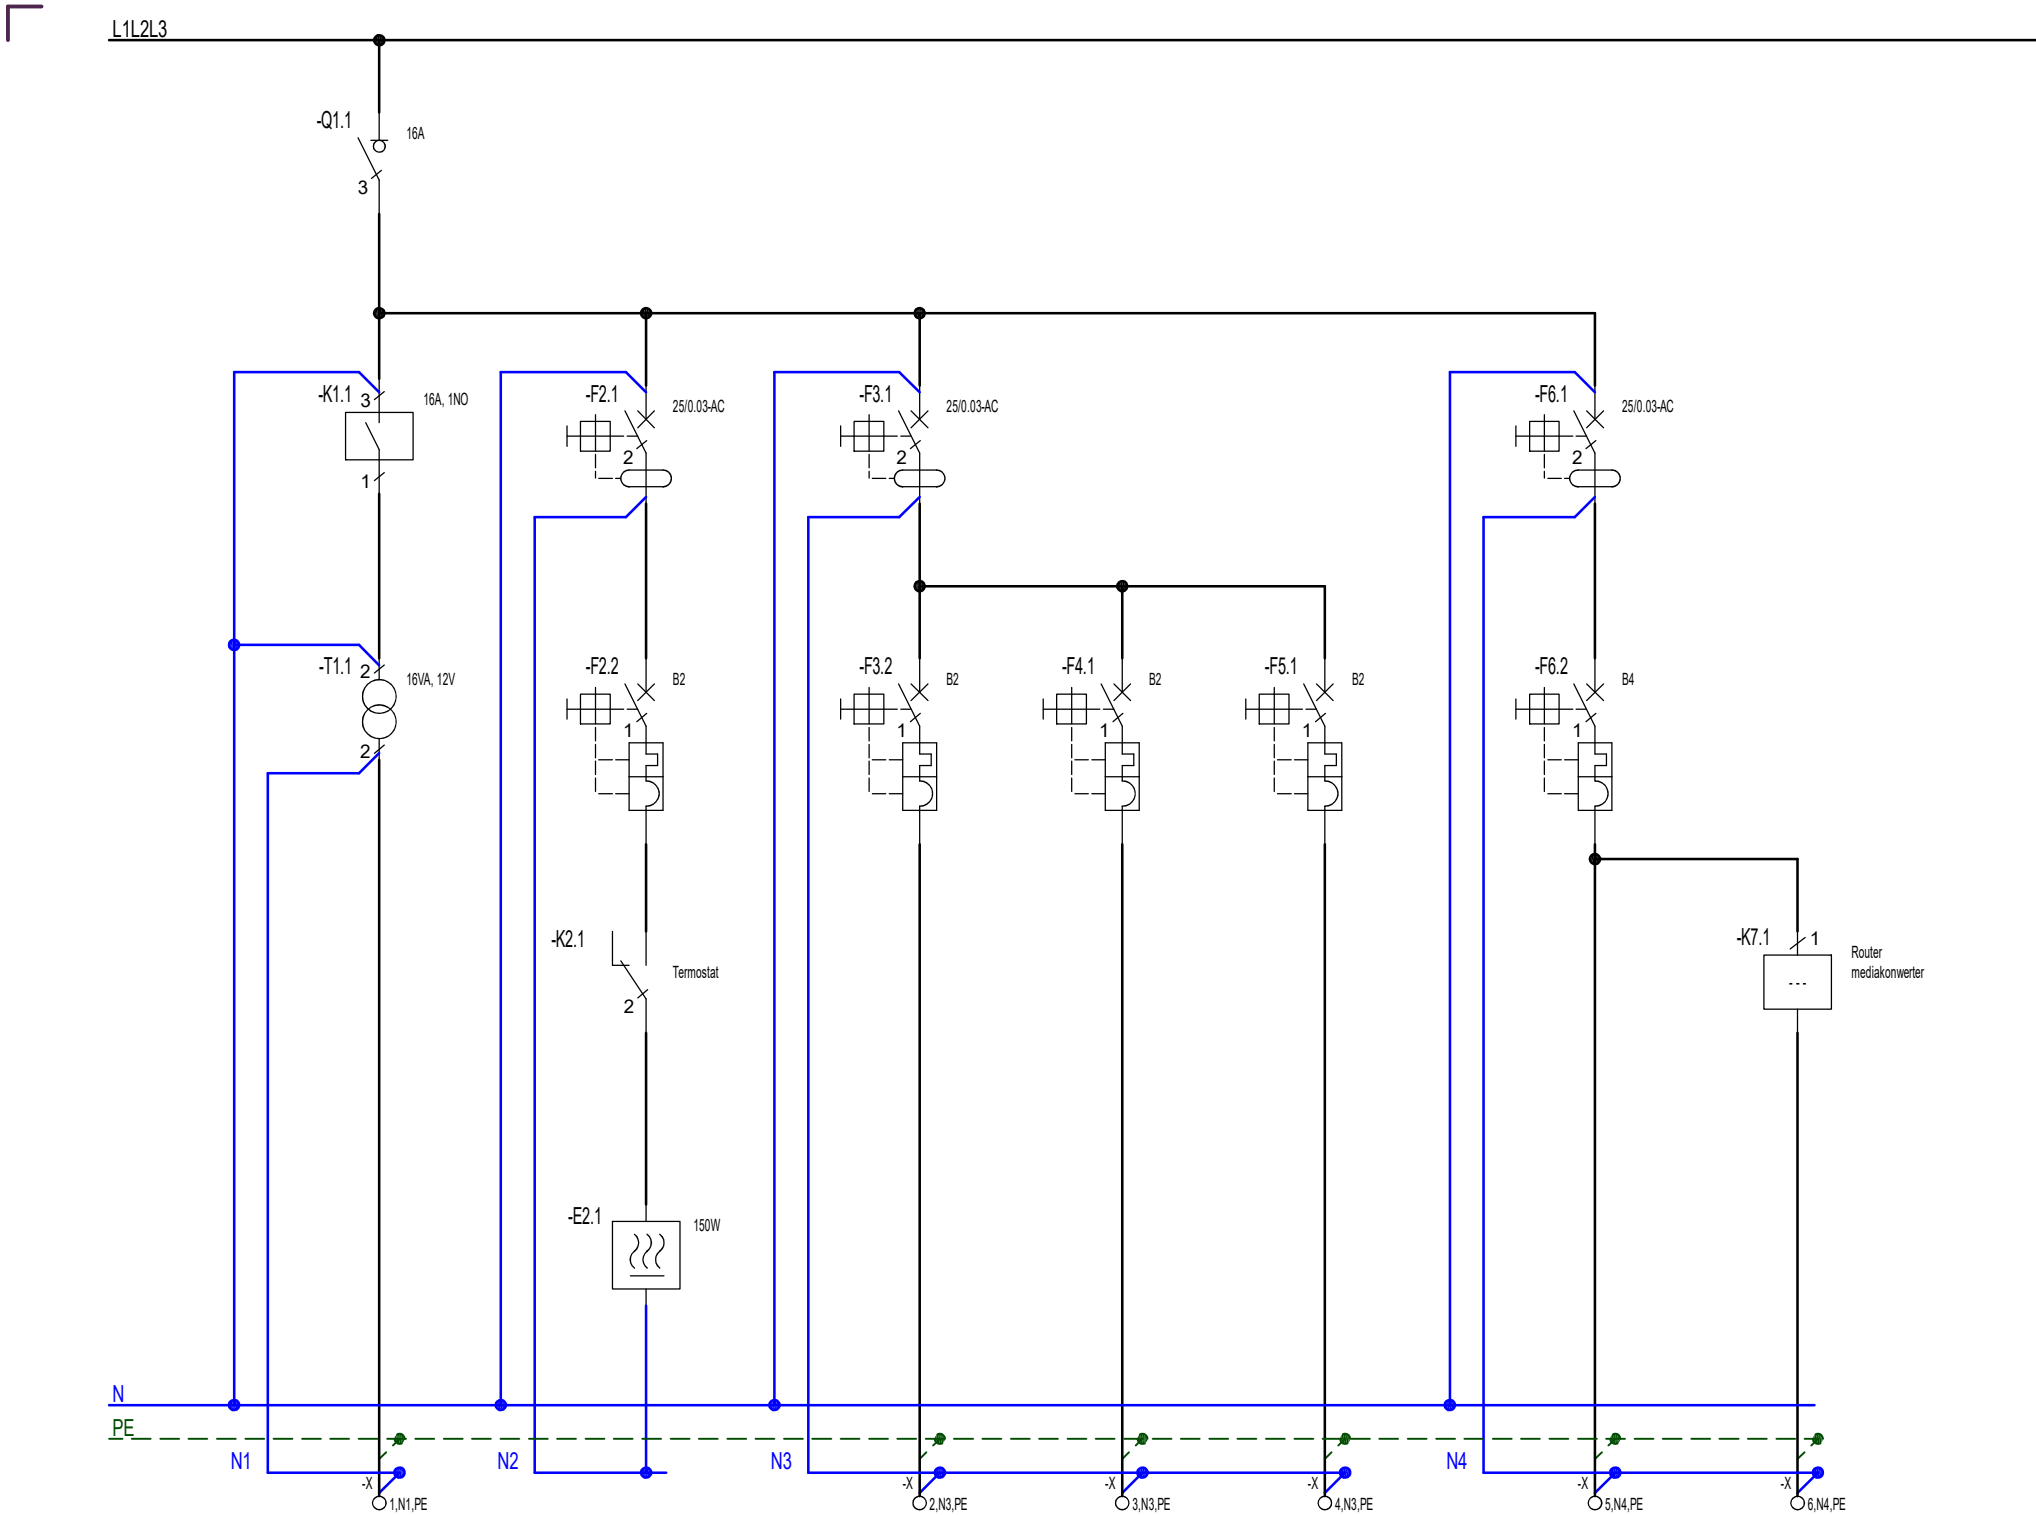 L1L2L3
-Q1.1
16A
3
-K1.1 3 16A, 1NO
-F2.1 25/0.03-AC
-F3.1 25/0.03-AC
-F6.1 25/0.03-AC
2
2
2
1
-T1.1 2 16VA, 12V
-F2.2 B2
-F3.2 B2
-F4.1 B2
-F5.1 B2
-F6.2 B4
1
1
1
1
1
2
-K2.1
Termostat
2
-K7.1 1
Router
mediakonwerter
---
-E2.1 150W
N
PE
N1
N2
N3
N4
-X
-X
-X
-X
-X
-X
1,N1,PE
2,N3,PE
3,N3,PE
4,N3,PE
5,N4,PE
6,N4,PE